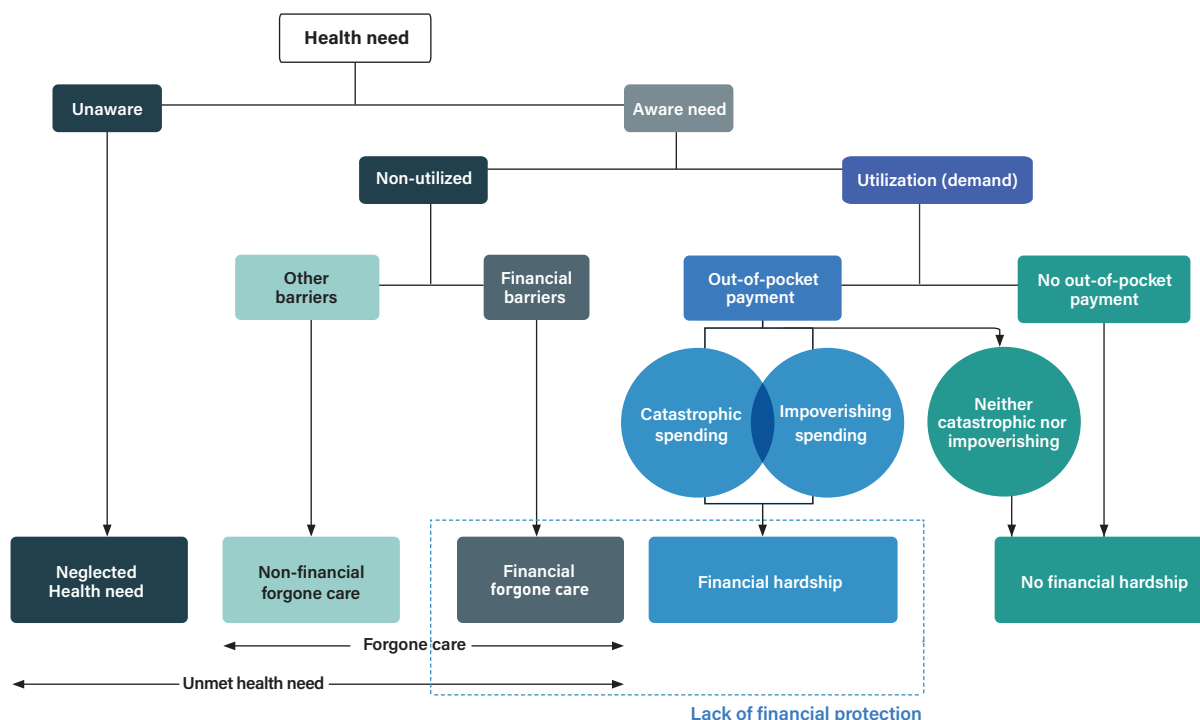 Health need
Unaware
Aware need
Non-utilized
Utilization (demand)
Other
barriers
Financial
barriers
Out-of-pocket
payment
No out-of-pocket
payment
Catastrophic
spending
Impoverishing
spending
Neither
catastrophic nor
impoverishing
Neglected
Health need
Non-financial
forgone care
Financial
forgone care
Financial hardship
No financial hardship
Forgone care
Unmet health need
Lack of financial protection